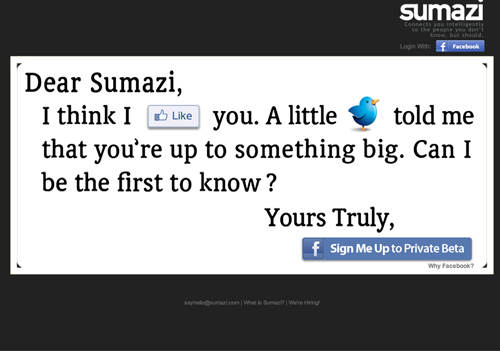 sumazi
Connects you intelligently
to the people you don't
know, but should.
Login With: f Facebook
Dear Sumazi,
I think I Like you. A little told me
that you're up to something big. Can I
be the first to know?
Yours Truly,
f Sign Me Up to Private Beta
Why Facebook?
sayhello@sumazi.com | What is Sumazi? | We're Hiring!